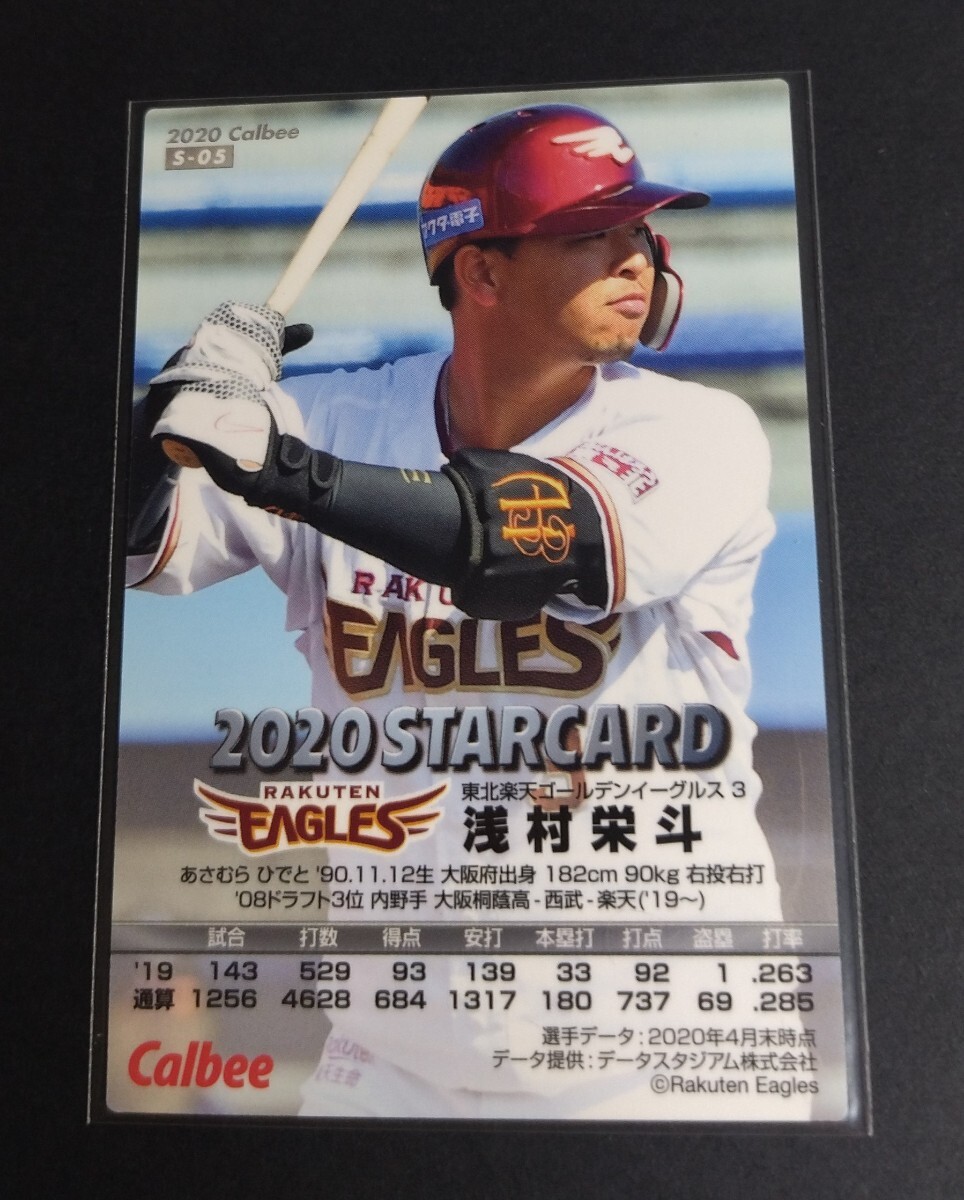 2020 Calbee
S-05
クワタ電子
RAKU
EAGLES
2020 STARCARD
RAKUTEN
EAGLES
東北楽天ゴールデンイーグルス 3
浅村栄斗
あさむら ひでと '90.11.12生 大阪府出身 182cm 90kg 右投右打
'08ドラフト3位 内野手 大阪桐蔭高-西武-楽天('19〜)
試合 打数 得点 安打 本塁打 打点 盗塁 打率
'19 143 529 93 139 33 92 1 .263
通算 1256 4628 684 1317 180 737 69 .285
選手データ:2020年4月末時点
データ提供:データスタジアム株式会社
©Rakuten Eagles
Calbee